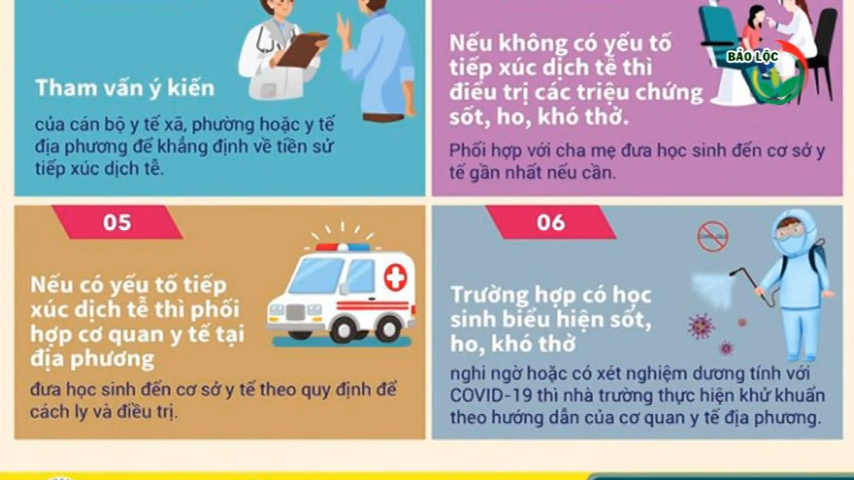 Tham vấn ý kiến
của cán bộ y tế xã, phường hoặc y tế
địa phương để khẳng định về tiền sử
tiếp xúc dịch tễ.
Nếu không có yếu tố
tiếp xúc dịch tễ thì
điều trị các triệu chứng
sốt, ho, khó thở.
Phối hợp với cha mẹ đưa học sinh đến cơ sở y
tế gần nhất nếu cần.
BẢO LỘC
05
Nếu có yếu tố tiếp
xúc dịch tễ thì phối
hợp cơ quan y tế tại
địa phương
đưa học sinh đến cơ sở y tế theo quy định để
cách ly và điều trị.
06
Trường hợp có học
sinh biểu hiện sốt,
ho, khó thở
nghi ngờ hoặc có xét nghiệm dương tính với
COVID-19 thì nhà trường thực hiện khử khuẩn
theo hướng dẫn của cơ quan y tế địa phương.